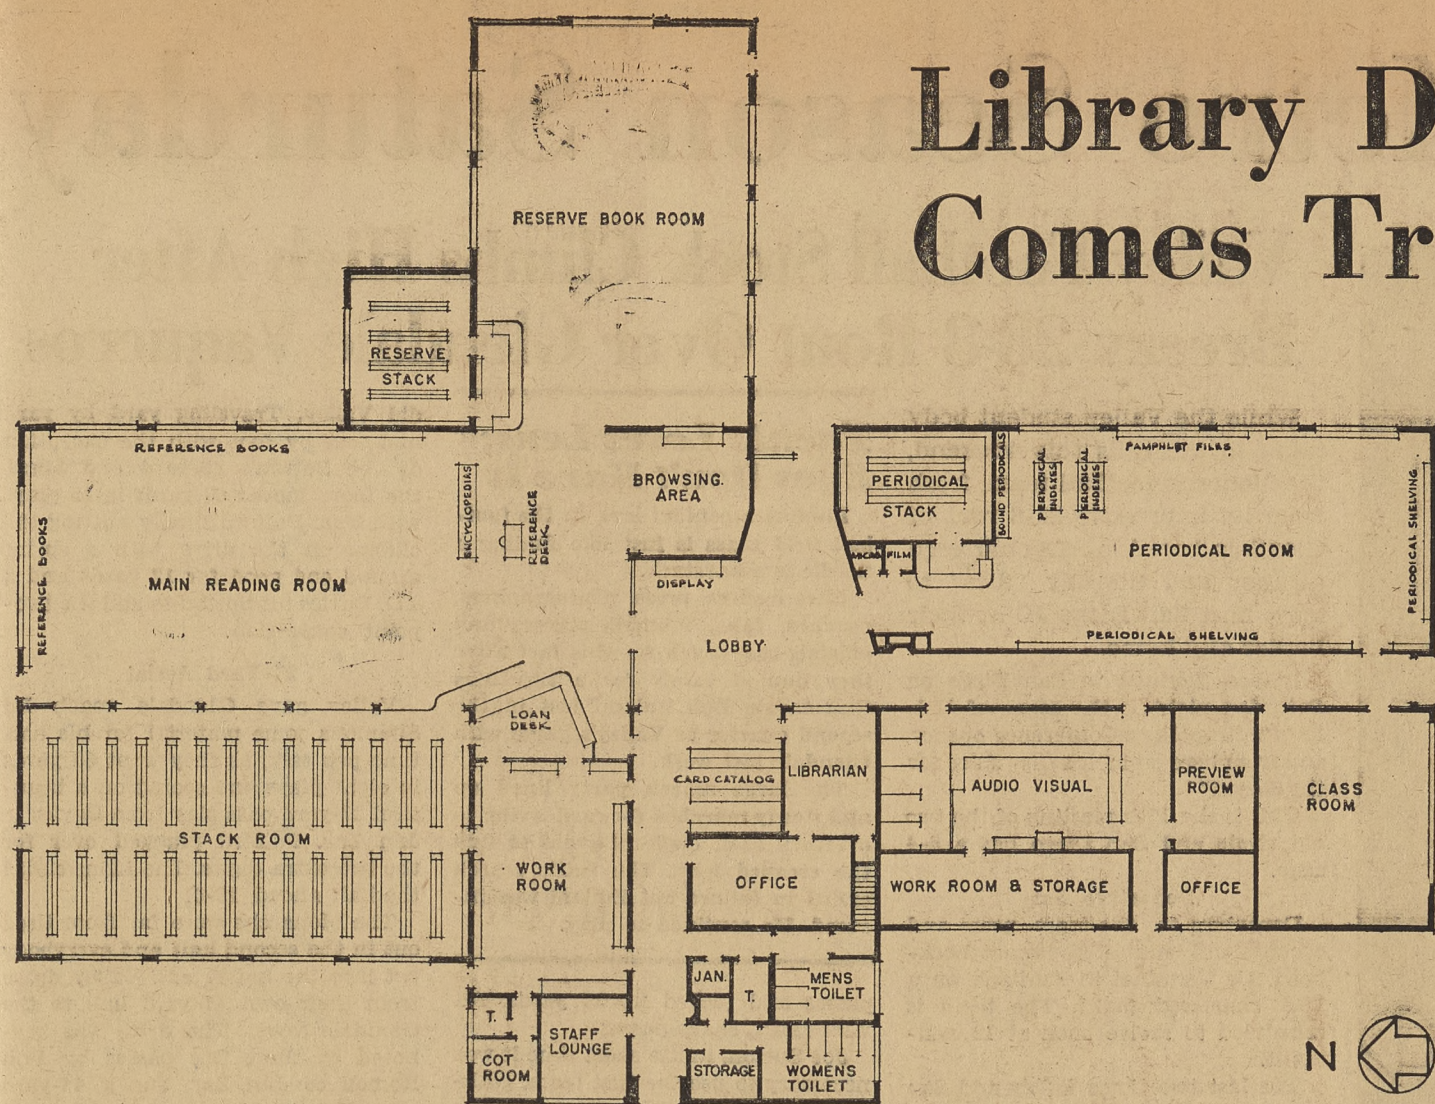 Library D
Comes Tr
RESERVE BOOK ROOM
RESERVE
STACK
REFERENCE BOOKS
REFERENCE BOOKS
ENCYCLOPEDIAS
REFERENCE
DESK
MAIN READING ROOM
BROWSING
AREA
DISPLAY
LOBBY
PERIODICAL
STACK
MICRO
FILM
BOUND PERIODICALS
PERIODICAL
INDEXES
PERIODICAL
INDEXES
PAMPHLET FILES
PERIODICAL ROOM
PERIODICAL SHELVING
PERIODICAL SHELVING
LOAN
DESK
STACK ROOM
WORK
ROOM
CARD CATALOG
LIBRARIAN
AUDIO VISUAL
PREVIEW
ROOM
CLASS
ROOM
OFFICE
WORK ROOM & STORAGE
OFFICE
JAN.
T.
MENS
TOILET
T.
COT
ROOM
STAFF
LOUNGE
STORAGE
WOMENS
TOILET
N